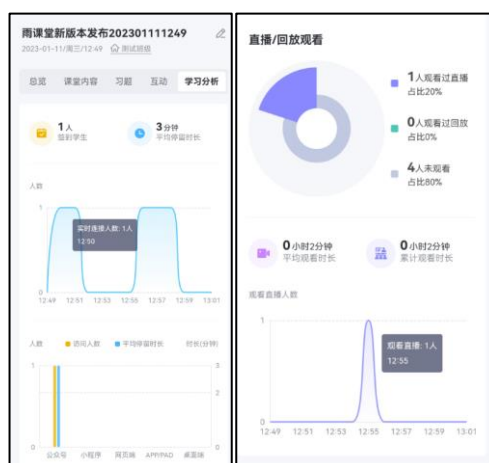 雨课堂新版本发布202301111249
2023-01-11/周三/12:49 测试班级
总览 课堂内容 习题 互动 学习分析
1人
签到学生
3分钟
平均停留时长
人数
1
实时连接人数: 1人
12:50
0
12:49 12:51 12:53 12:55 12:57 12:59 13:01
人数 访问人数 平均停留时长 时长(分钟)
1 3
2
0 0
公众号 小程序 网页端 APP/PAD 桌面端
直播/回放观看
1人观看过直播
占比20%
0人观看过回放
占比0%
4人未观看
占比80%
0小时2分钟
平均观看时长
0小时2分钟
累计观看时长
观看直播人数
1
观看直播: 1人
12:55
0
12:49 12:51 12:53 12:55 12:57 12:59 13:01